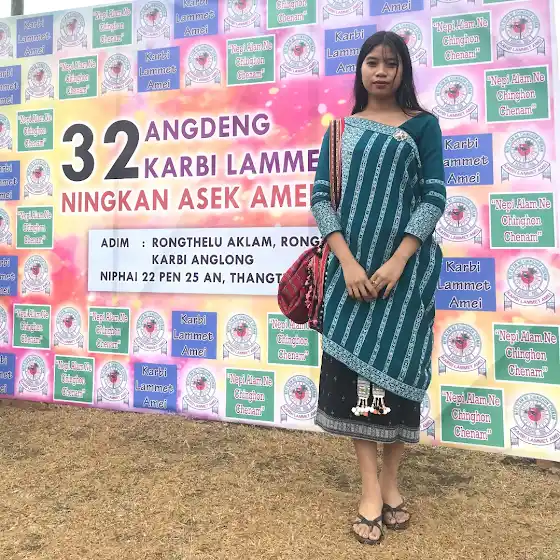 32 ANGDENG
KARBI LAMMET
NINGKAN ASEK AMEI
ADIM : RONGTHELU AKLAM, RONG
KARBI ANGLONG
NIPHAI 22 PEN 25 AN, THANGT
Karbi
Lammet
Amei
"Nepi Alam Ne
Chinghon
Chenam"